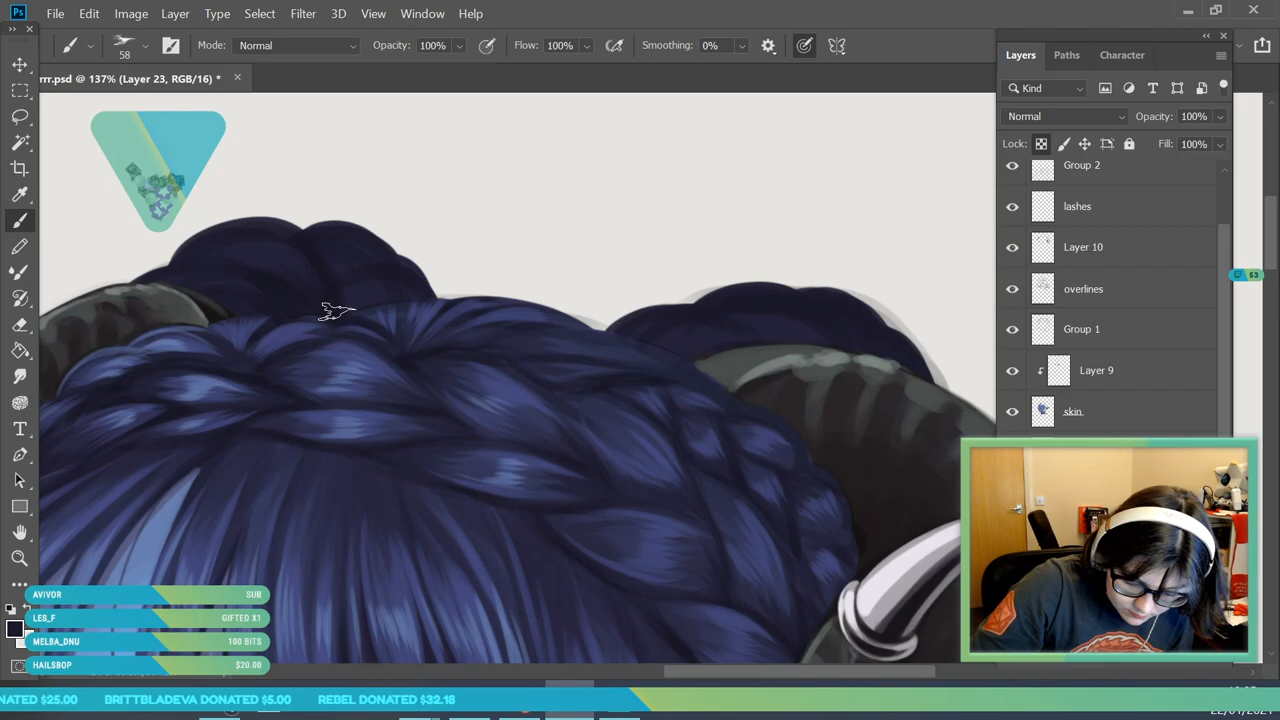 Ps File Edit Image Layer Type Select Filter 3D View Window Help
58 Mode: Normal Opacity: 100% Flow: 100% Smoothing: 0%
rrr.psd @ 137% (Layer 23, RGB/16) *
Layers Paths Character
Kind
Normal Opacity: 100%
Lock: Fill: 100%
Group 2
lashes
Layer 10
overlines
Group 1
Layer 9
skin
53
AVIVOR SUB
LES_F GIFTED X1
MELBA_DNU 100 BITS
HAILSBOP $20.00
NATED $25.00 BRITTBLADEVA DONATED $5.00 REBEL DONATED $32.18